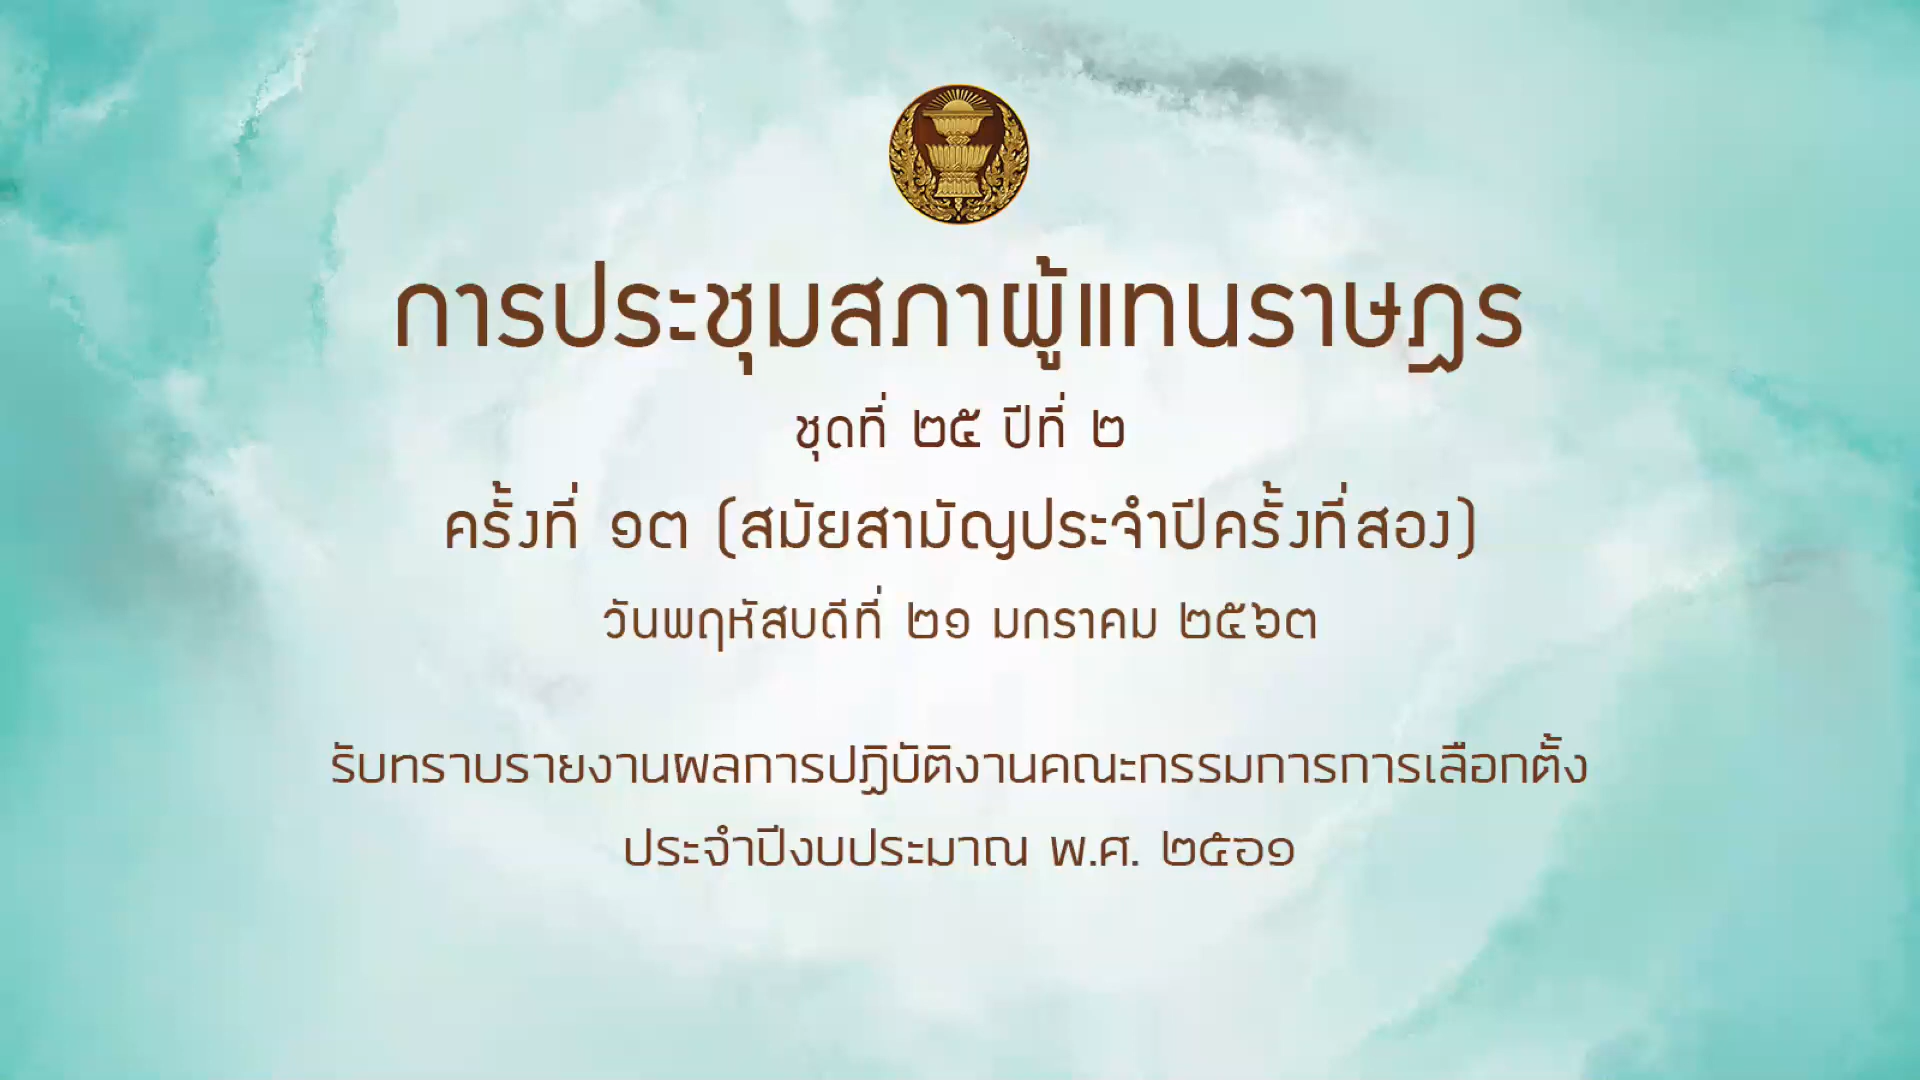 การประชุมสภาผู้แทนราษฎร
ชุดที่ ๒๕ ปีที่ ๒
ครั้งที่ ๑๓ (สมัยสามัญประจำปีครั้งที่สอง)
วันพฤหัสบดีที่ ๒๑ มกราคม ๒๕๖๓
รับทราบรายงานผลการปฏิบัติงานคณะกรรมการการเลือกตั้ง
ประจำปีงบประมาณ พ.ศ. ๒๕๖๑